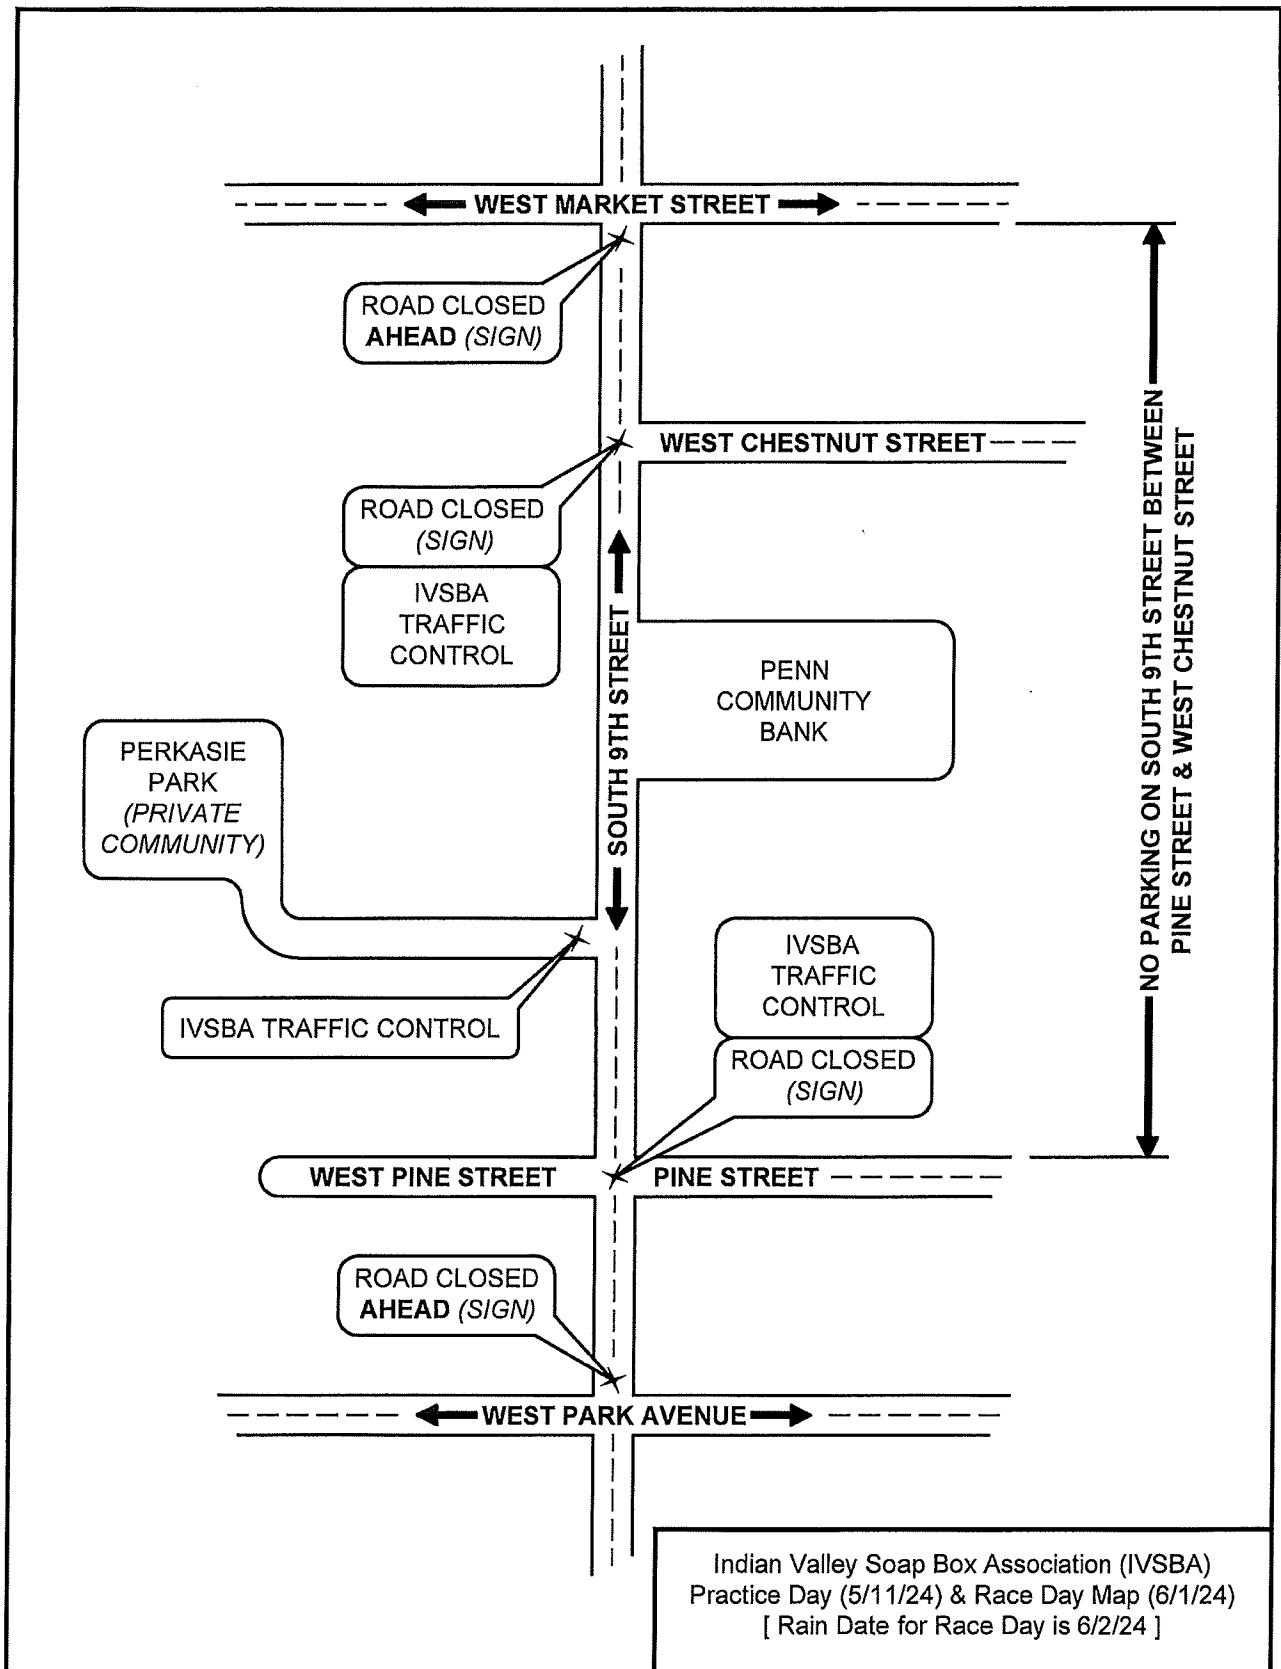 WEST MARKET STREET
ROAD CLOSED
AHEAD (SIGN)
WEST CHESTNUT STREET
ROAD CLOSED
(SIGN)
IVSBA
TRAFFIC
CONTROL
SOUTH 9TH STREET
PENN
COMMUNITY
BANK
NO PARKING ON SOUTH 9TH STREET BETWEEN
PINE STREET & WEST CHESTNUT STREET
PERKASIE
PARK
(PRIVATE
COMMUNITY)
IVSBA TRAFFIC CONTROL
IVSBA
TRAFFIC
CONTROL
ROAD CLOSED
(SIGN)
WEST PINE STREET
PINE STREET
ROAD CLOSED
AHEAD (SIGN)
WEST PARK AVENUE
Indian Valley Soap Box Association (IVSBA)
Practice Day (5/11/24) & Race Day Map (6/1/24)
[ Rain Date for Race Day is 6/2/24 ]